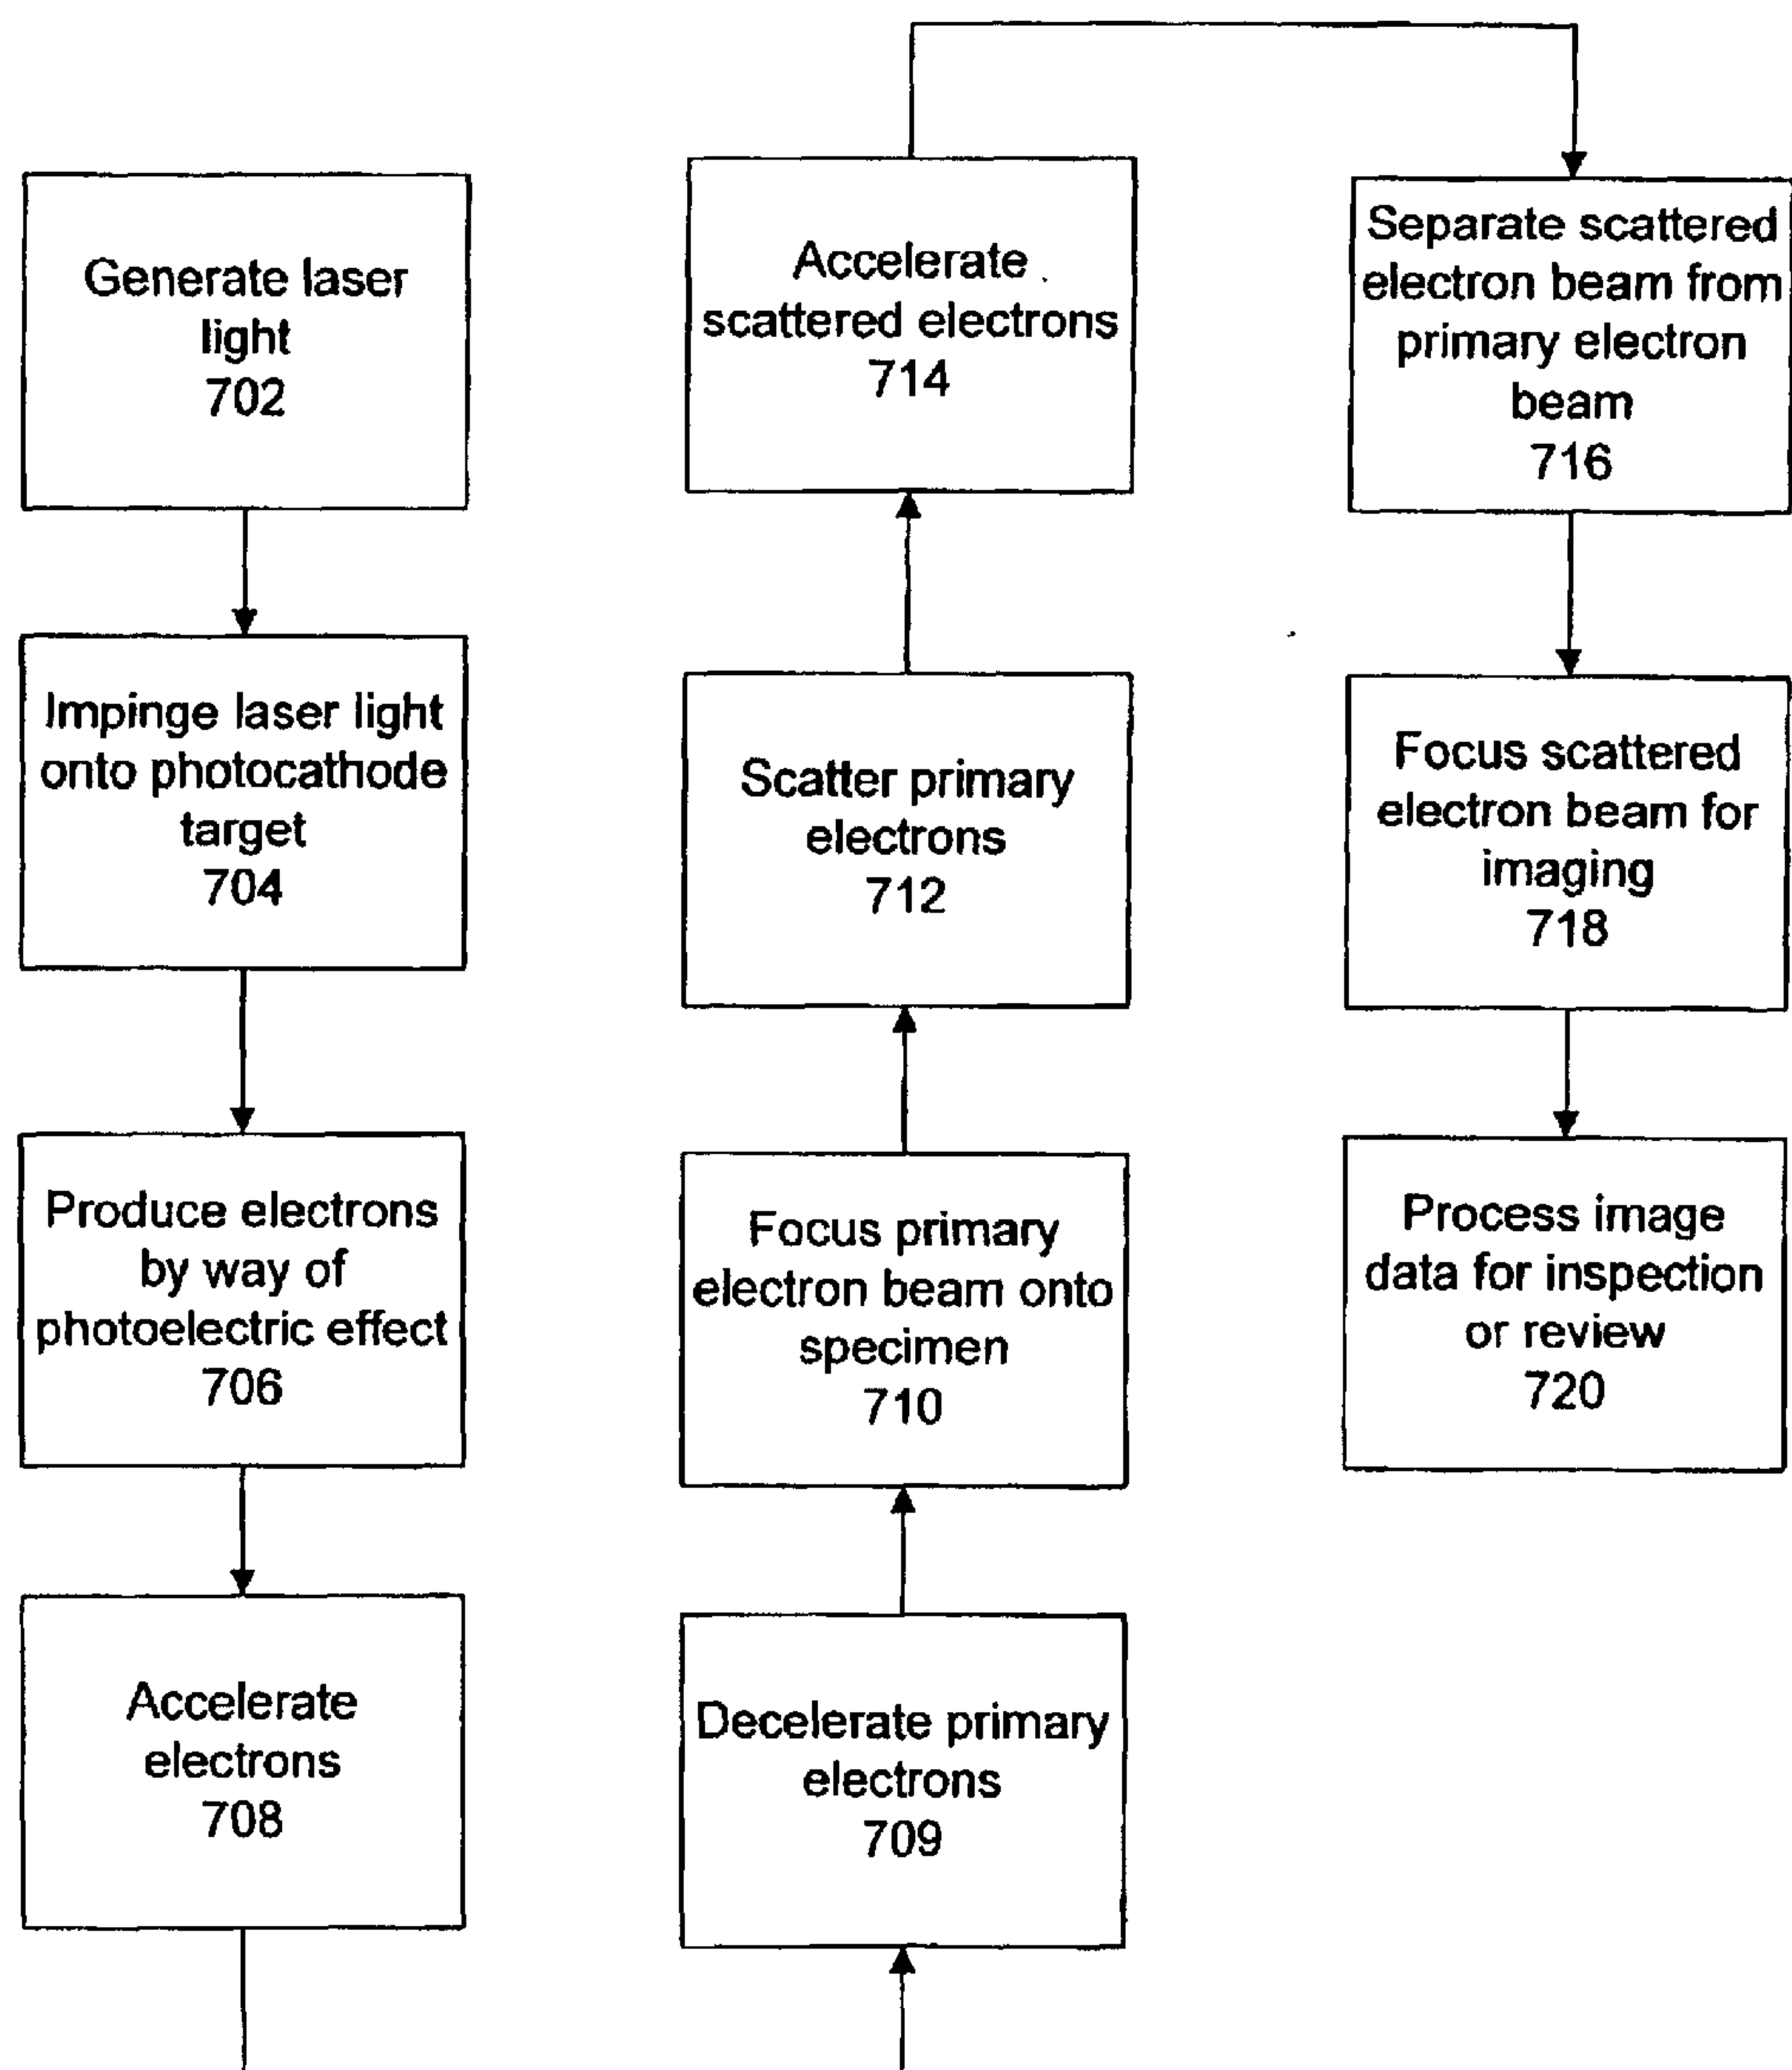 Generate laser
light
702
Impinge laser light
onto photocathode
target
704
Produce electrons
by way of
photoelectric effect
706
Accelerate
electrons
708
Decelerate primary
electrons
709
Focus primary
electron beam onto
specimen
710
Scatter primary
electrons
712
Accelerate
scattered electrons
714
Separate scattered
electron beam from
primary electron
beam
716
Focus scattered
electron beam for
imaging
718
Process image
data for inspection
or review
720